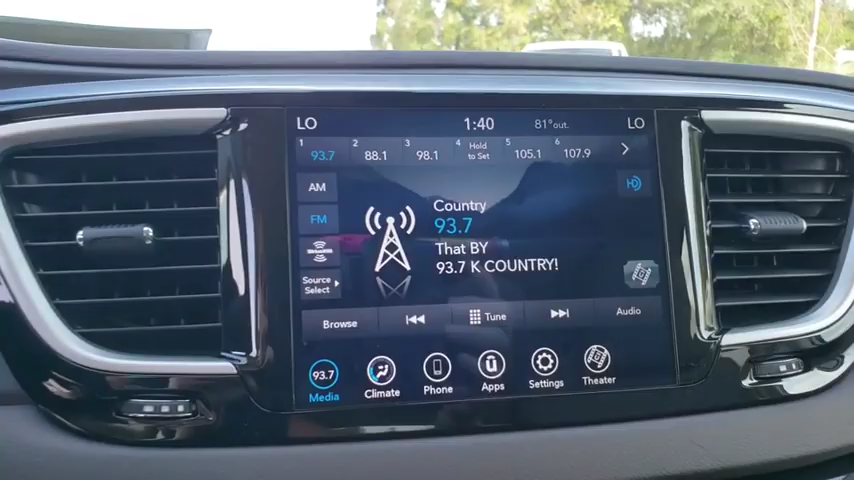 LO 1:40 81°out. LO
1 93.7 2 88.1 3 98.1 4 Hold to Set 5 105.1 6 107.9
AM
HD
Country
FM
93.7
That BY
93.7 K COUNTRY!
Source
Select
Browse Tune Audio
93.7
Media Climate Phone Apps Settings Theater